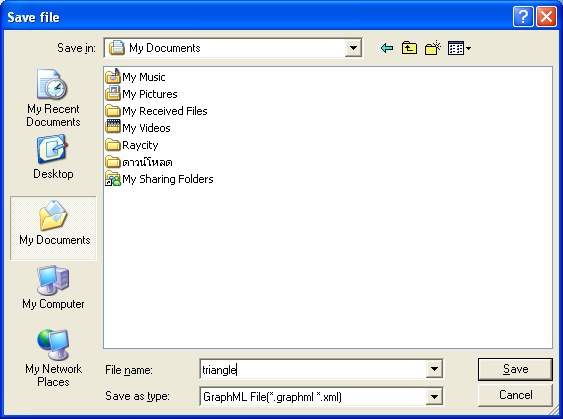 Save file
Save in: My Documents
My Recent
Documents
Desktop
My Documents
My Computer
My Network
Places
My Music
My Pictures
My Received Files
My Videos
Raycity
ดาวน์โหลด
My Sharing Folders
File name: triangle Save
Save as type: GraphML File(*.graphml *.xml) Cancel